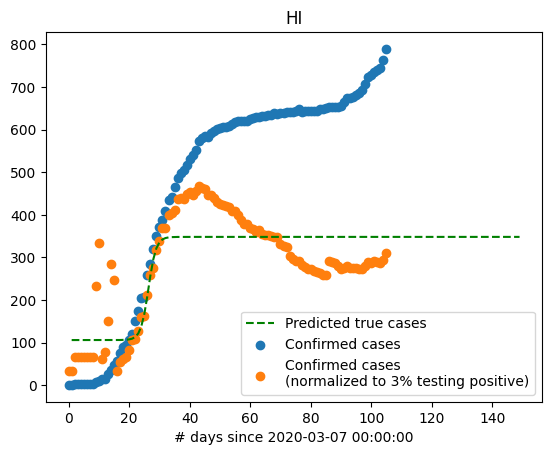 HI
800
700
600
500
400
300
200
100
0
Predicted true cases
Confirmed cases
Confirmed cases
(normalized to 3% testing positive)
0 20 40 60 80 100 120 140
# days since 2020-03-07 00:00:00